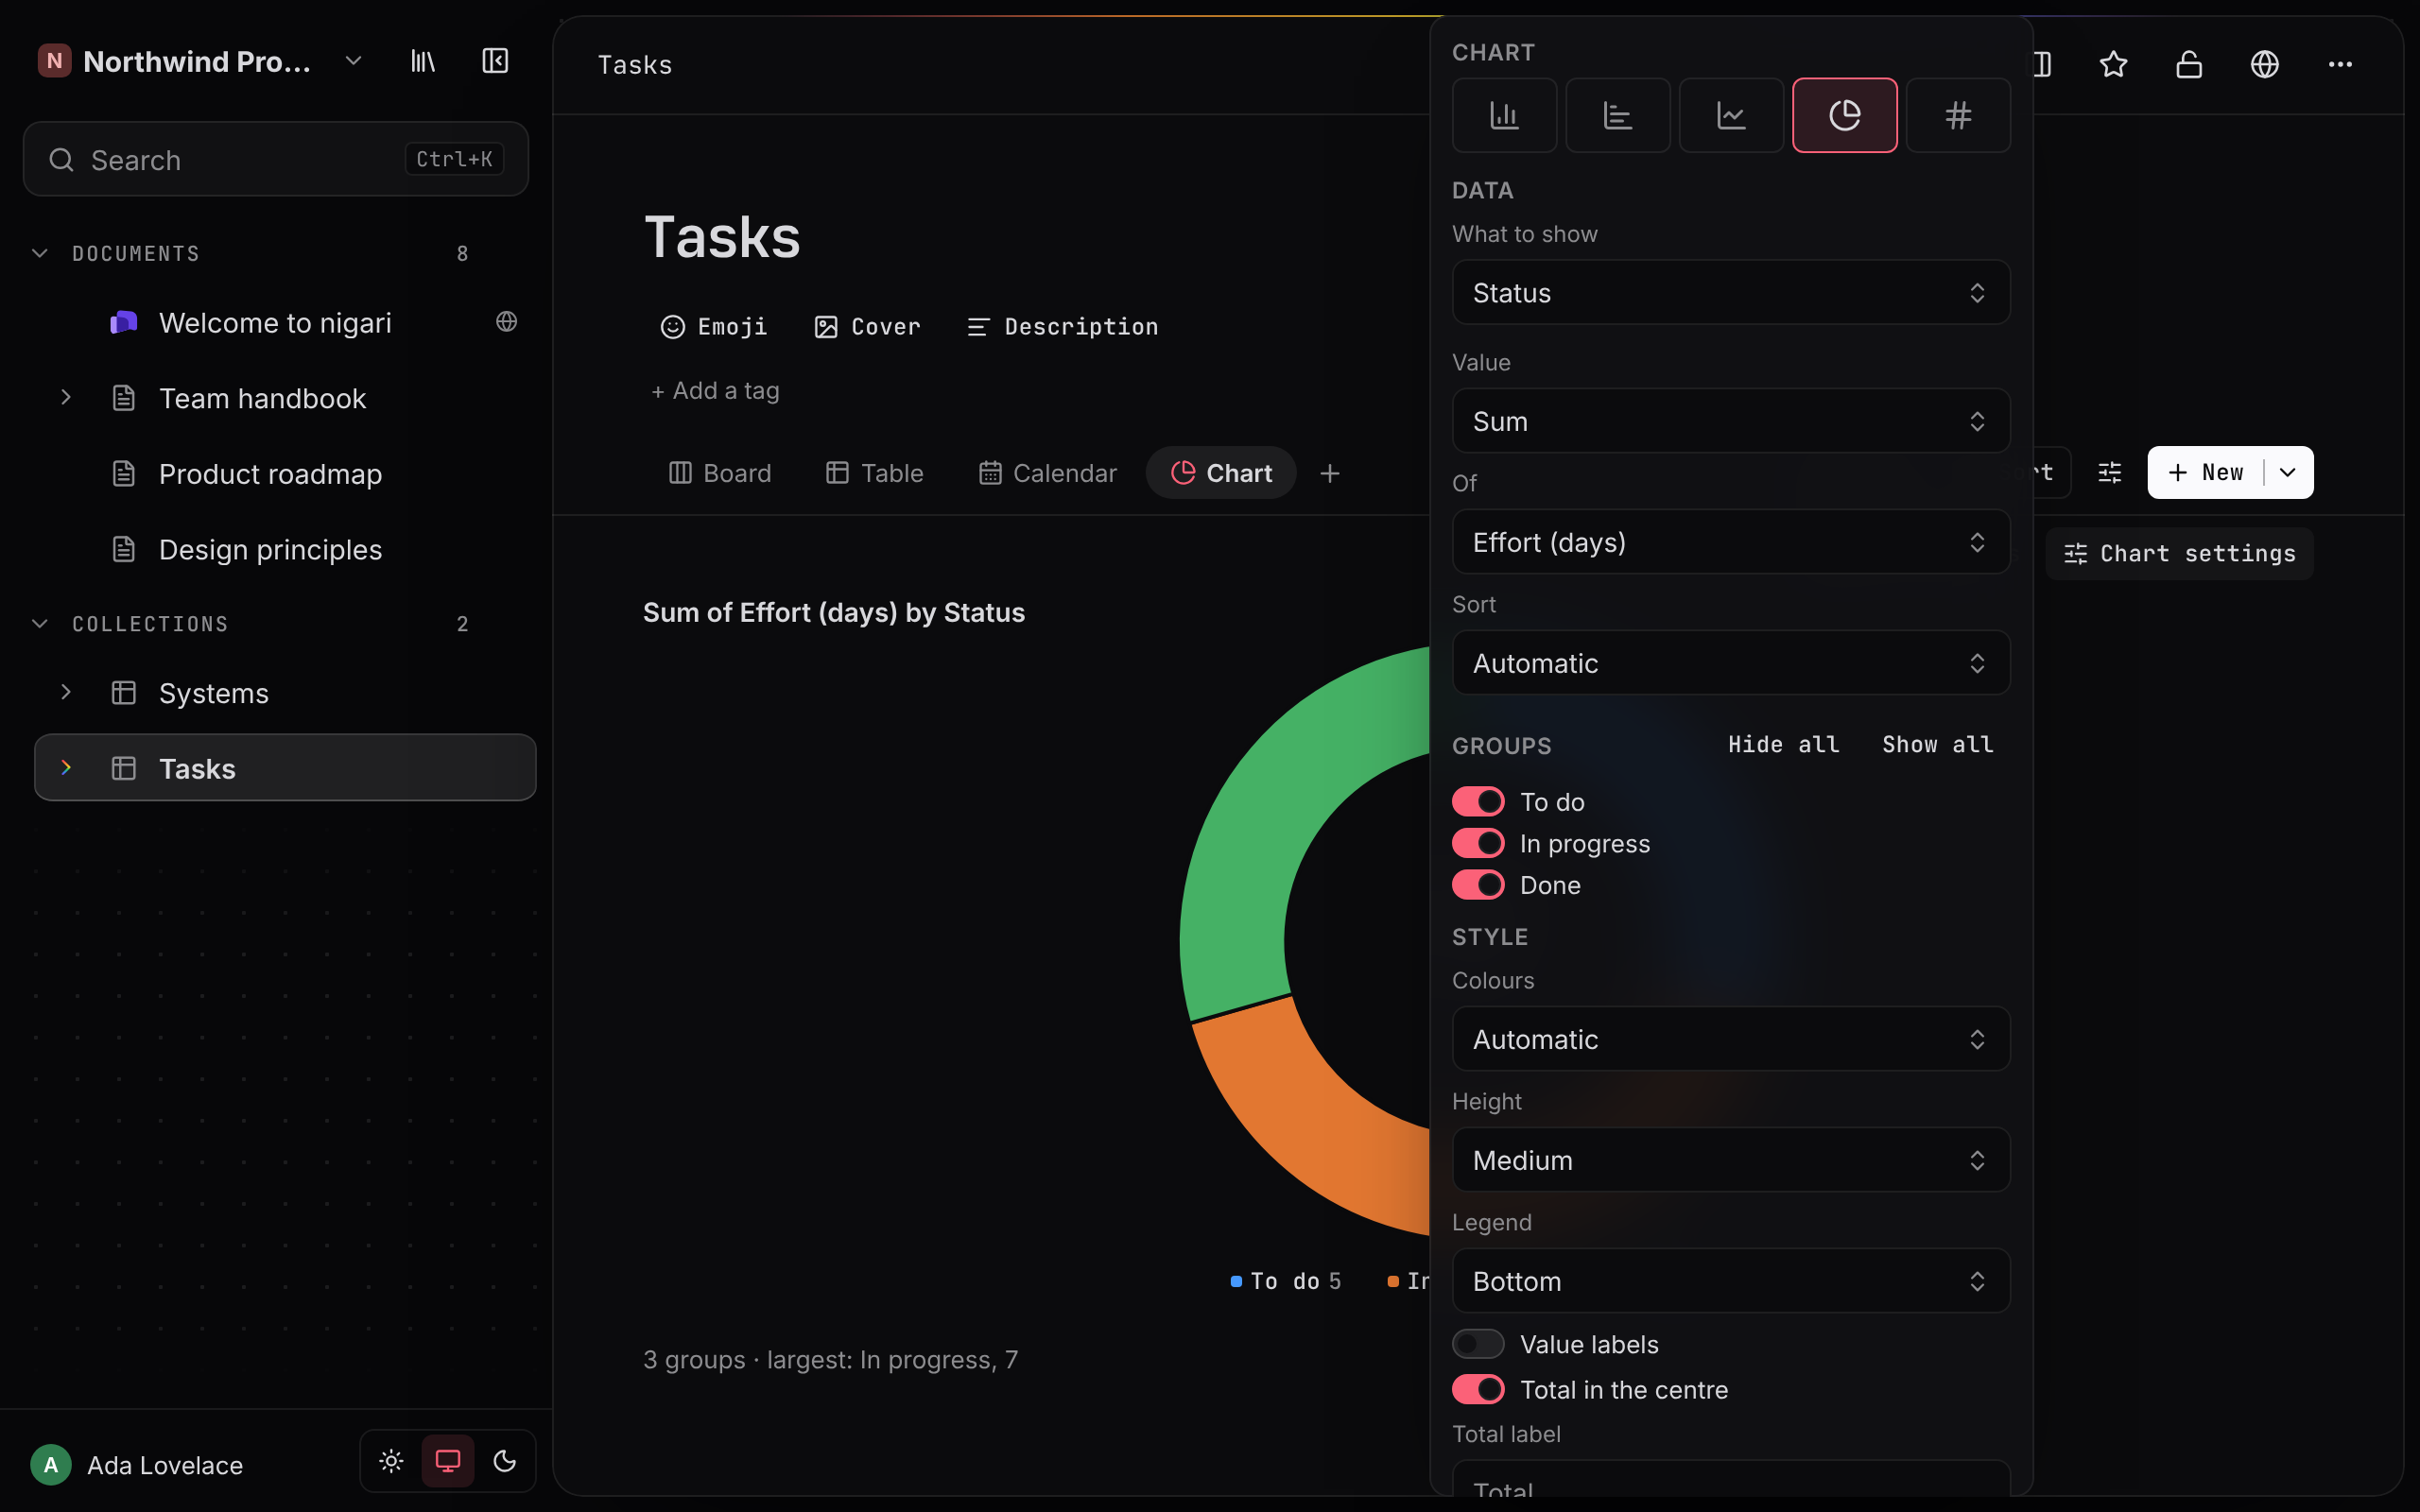 N Northwind Pro...
Search Ctrl+K
DOCUMENTS 8
Welcome to nigari
Team handbook
Product roadmap
Design principles
COLLECTIONS 2
Systems
Tasks
A Ada Lovelace
Tasks
Tasks
Emoji Cover Description
+ Add a tag
Board Table Calendar Chart
New
Chart settings
Sum of Effort (days) by Status
To do 5
3 groups · largest: In progress, 7
CHART
DATA
What to show
Status
Value
Sum
Of
Effort (days)
Sort
Automatic
GROUPS Hide all Show all
To do
In progress
Done
STYLE
Colours
Automatic
Height
Medium
Legend
Bottom
Value labels
Total in the centre
Total label
Total